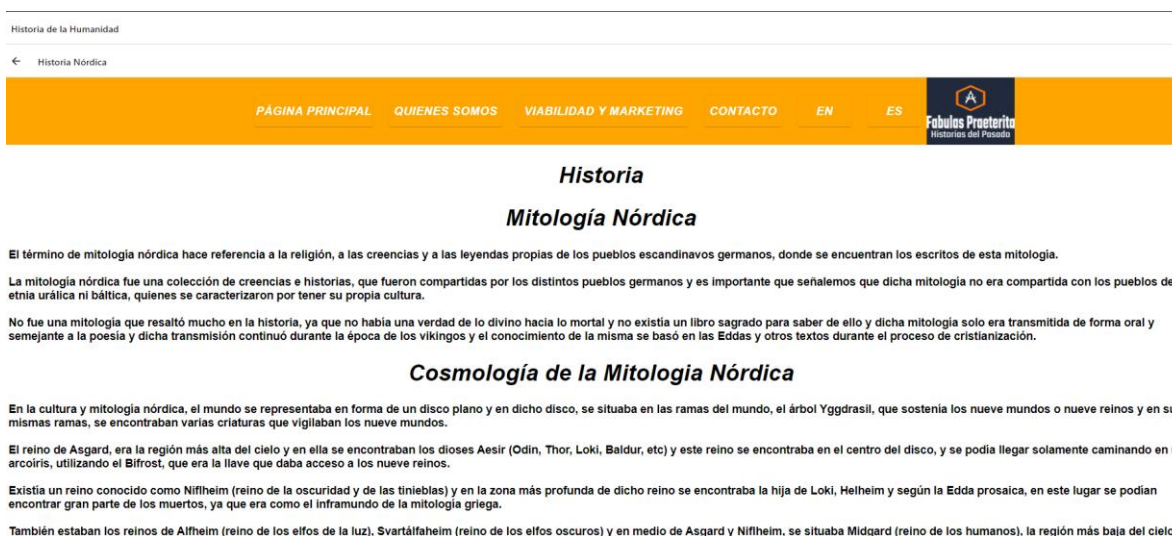 Historia de la Humanidad
← Historia Nórdica
PÁGINA PRINCIPAL QUIENES SOMOS VIABILIDAD Y MARKETING CONTACTO EN ES
Fabulas Praeterita
Historias del Pasado
Historia
Mitología Nórdica
El término de mitología nórdica hace referencia a la religión, a las creencias y a las leyendas propias de los pueblos escandinavos germanos, donde se encuentran los escritos de esta mitología.
La mitología nórdica fue una colección de creencias e historias, que fueron compartidas por los distintos pueblos germanos y es importante que señalemos que dicha mitología no era compartida con los pueblos de
etnia urálica ni báltica, quienes se caracterizaron por tener su propia cultura.
No fue una mitología que resaltó mucho en la historia, ya que no había una verdad de lo divino hacia lo mortal y no existía un libro sagrado para saber de ello y dicha mitología solo era transmitida de forma oral y
semejante a la poesía y dicha transmisión continuó durante la época de los vikingos y el conocimiento de la misma se basó en las Eddas y otros textos durante el proceso de cristianización.
Cosmología de la Mitologia Nórdica
En la cultura y mitología nórdica, el mundo se representaba en forma de un disco plano y en dicho disco, se situaba en las ramas del mundo, el árbol Yggdrasil, que sostenía los nueve mundos o nueve reinos y en
mismas ramas, se encontraban varias criaturas que vigilaban los nueve mundos.
El reino de Asgard, era la región más alta del cielo y en ella se encontraban los dioses Aesir (Odin, Thor, Loki, Baldur, etc) y este reino se encontraba en el centro del disco, y se podía llegar solamente caminando en
arcoíris, utilizando el Bifrost, que era la llave que daba acceso a los nueve reinos.
Existía un reino conocido como Niflheim (reino de la oscuridad y de las tinieblas) y en la zona más profunda de dicho reino se encontraba la hija de Loki, Helheim y según la Edda prosaica, en este lugar se podían
encontrar gran parte de los muertos, ya que era como el inframundo de la mitología griega.
También estaban los reinos de Alfheim (reino de los elfos de la luz), Svartálfaheim (reino de los elfos oscuros) y en medio de Asgard y Niflheim, se situaba Midgard (reino de los humanos), la región más baja del cielo